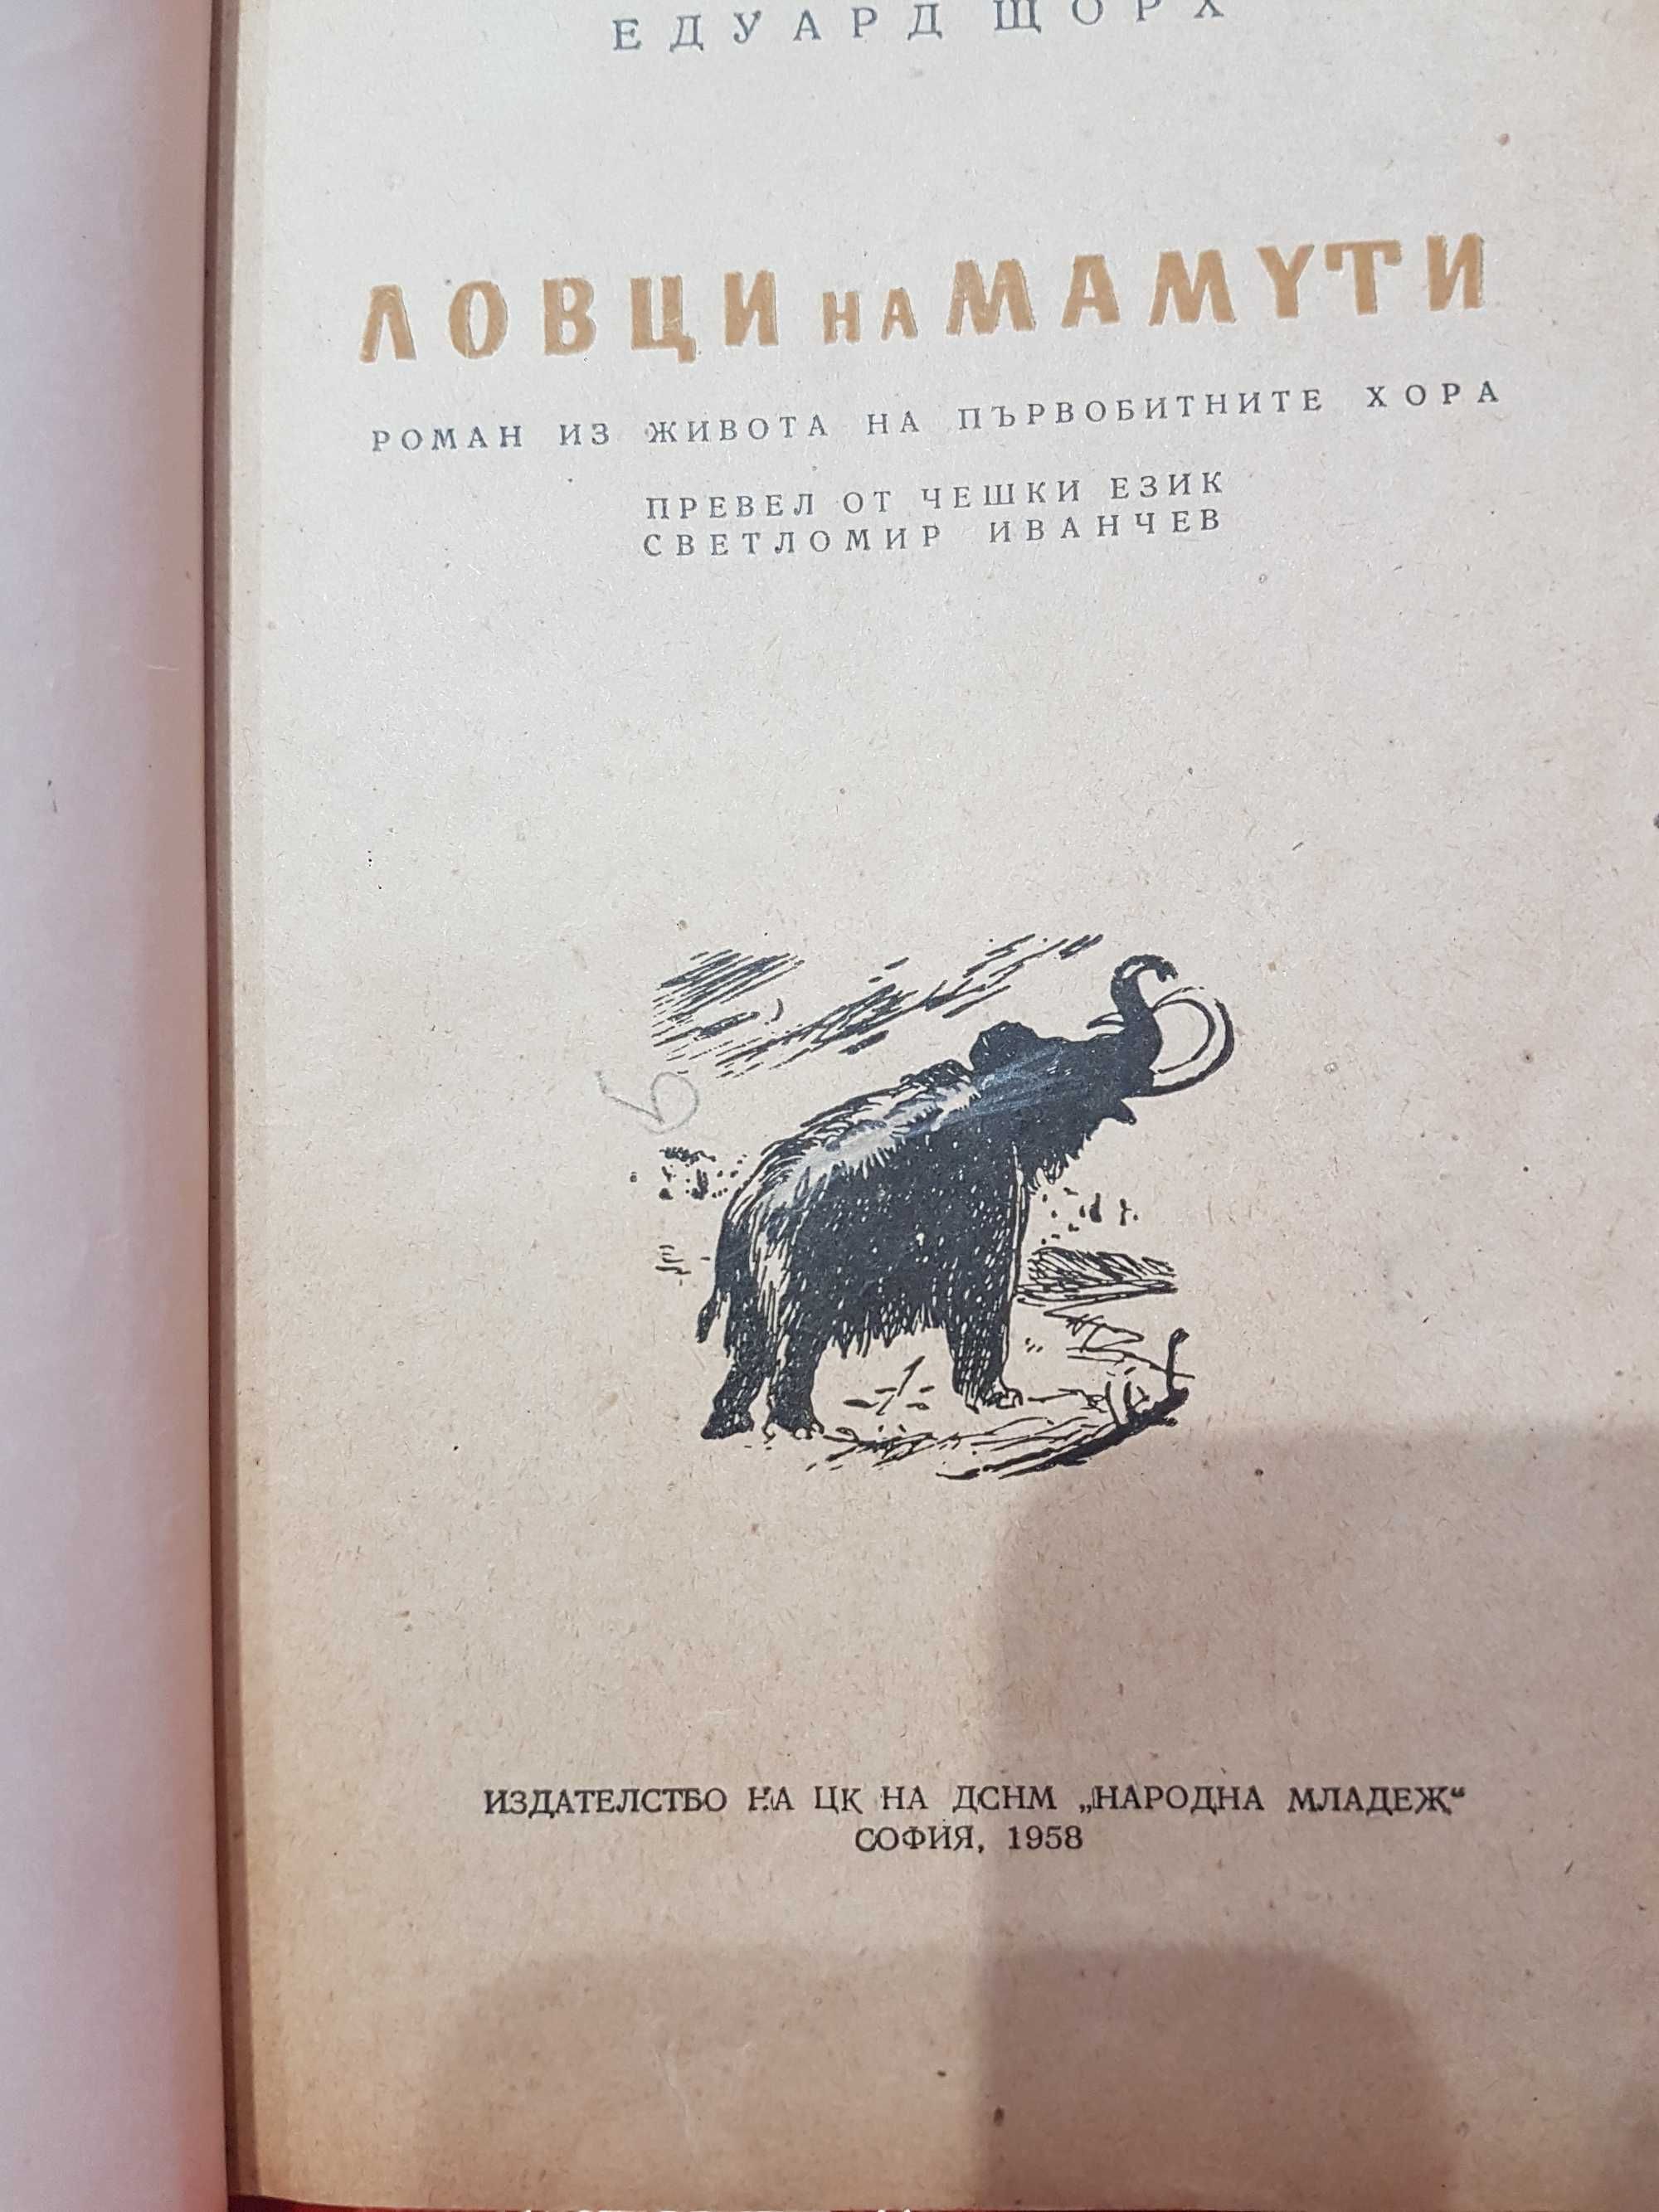 ЕДУАРД ЩОРХ
ЛОВЦИ НА МАМУТИ
РОМАН ИЗ ЖИВОТА НА ПЪРВОБИТНИТЕ ХОРА
ПРЕВЕЛ ОТ ЧЕШКИ ЕЗИК
СВЕТЛОМИР ИВАНЧЕВ
ИЗДАТЕЛСТВО НА ЦК НА ДСНМ „НАРОДНА МЛАДЕЖ“
СОФИЯ, 1958